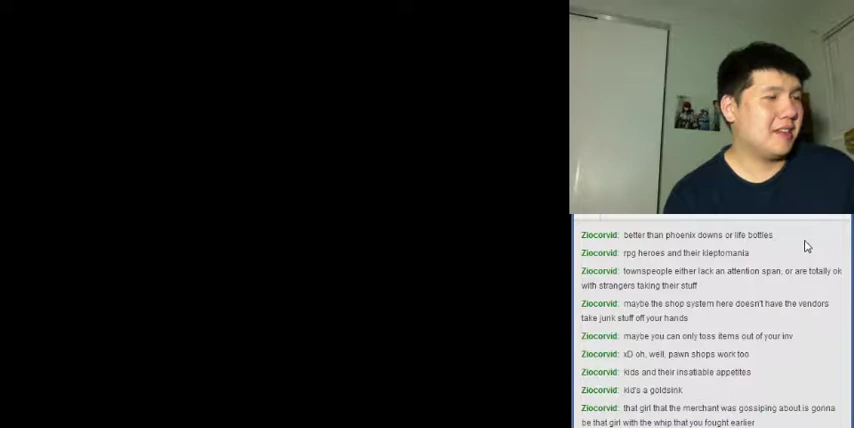 Ziocorvid: better than phoenix downs or life bottles
Ziocorvid: rpg heroes and their kleptomania
Ziocorvid: townspeople either lack an attention span, or are totally ok
with strangers taking their stuff
Ziocorvid: maybe the shop system here doesn't have the vendors
take junk stuff off your hands
Ziocorvid: maybe you can only toss items out of your inv
Ziocorvid: xD oh, well, pawn shops work too
Ziocorvid: kids and their insatiable appetites
Ziocorvid: kid's a goldsink
Ziocorvid: that girl that the merchant was gossiping about is gonna
be that girl with the whip that you fought earlier